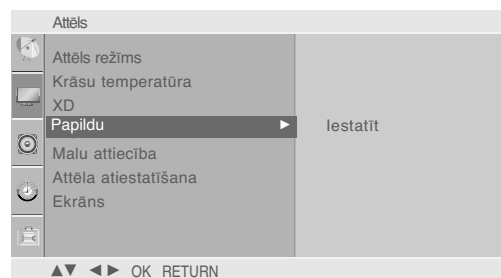 Attēls
Attēls režīms
Krāsu temperatūra
XD
Papildu ► Iestatīt
Malu attiecība
Attēla atiestatīšana
Ekrāns
▲▼ ◄► OK RETURN